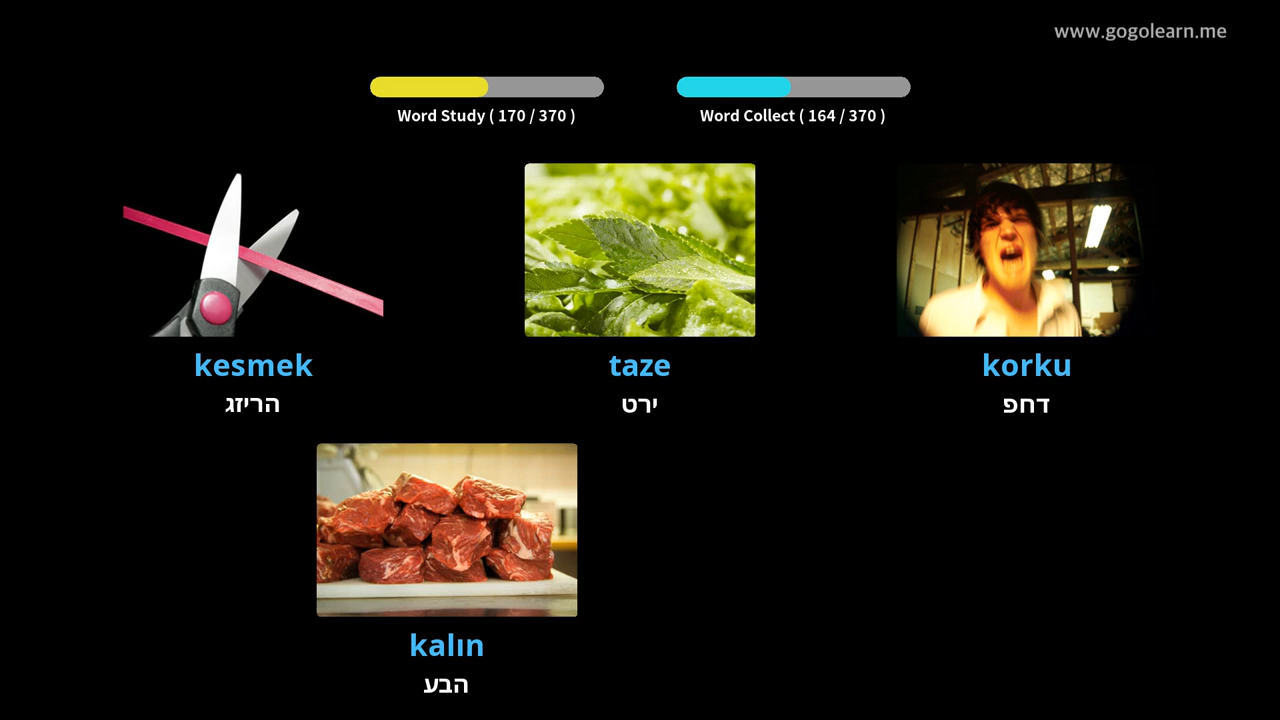 www.gogolearn.me
Word Study ( 170 / 370 )
Word Collect ( 164 / 370 )
kesmek
הריזג
taze
ירט
korku
דחפ
kalın
הבע